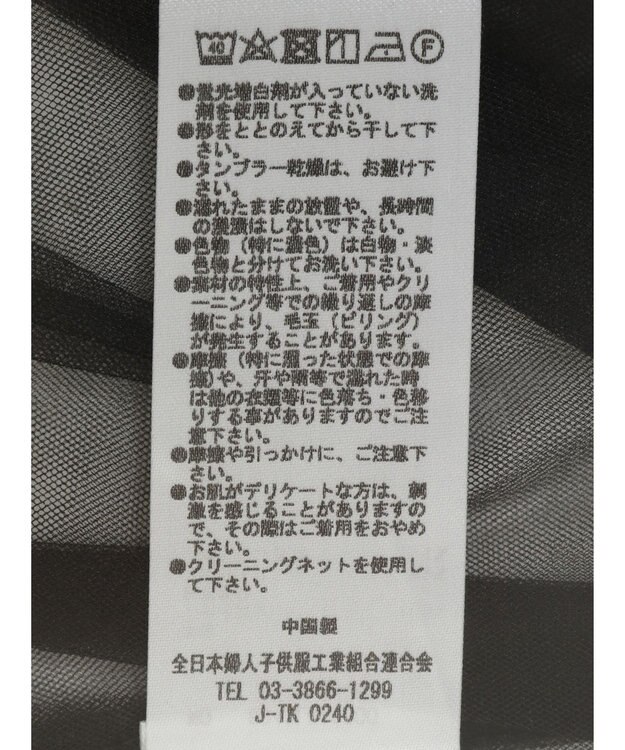 40 F
●蛍光増白剤が入っていない洗
剤を使用して下さい。
●形をととのえてから干して下
さい。
●タンブラー乾燥は、お避け下
さい。
●濡れたままの放置や、長時間
の浸漬はしないで下さい。
●色物（特に濃色）は白物・淡
色物と分けてお洗い下さい。
●素材の特性上、ご着用やクリ
ーニング等での繰り返しの摩
擦により、毛玉（ピリング）
が発生することがあります。
●摩擦（特に湿った状態での摩
擦)や、汗や雨等で濡れた時
は他の衣類等に色落ち・色移
りする事がありますのでご注
意下さい。
●摩擦や引っかけに、ご注意下
さい。
●お肌がデリケートな方は、刺
激を感じることがありますの
で、その際はご着用をおやめ
下さい。
●クリーニングネットを使用し
て下さい。
中国製
全日本婦人子供服工業組合連合会
TEL 03-3866-1299
J-TK 0240